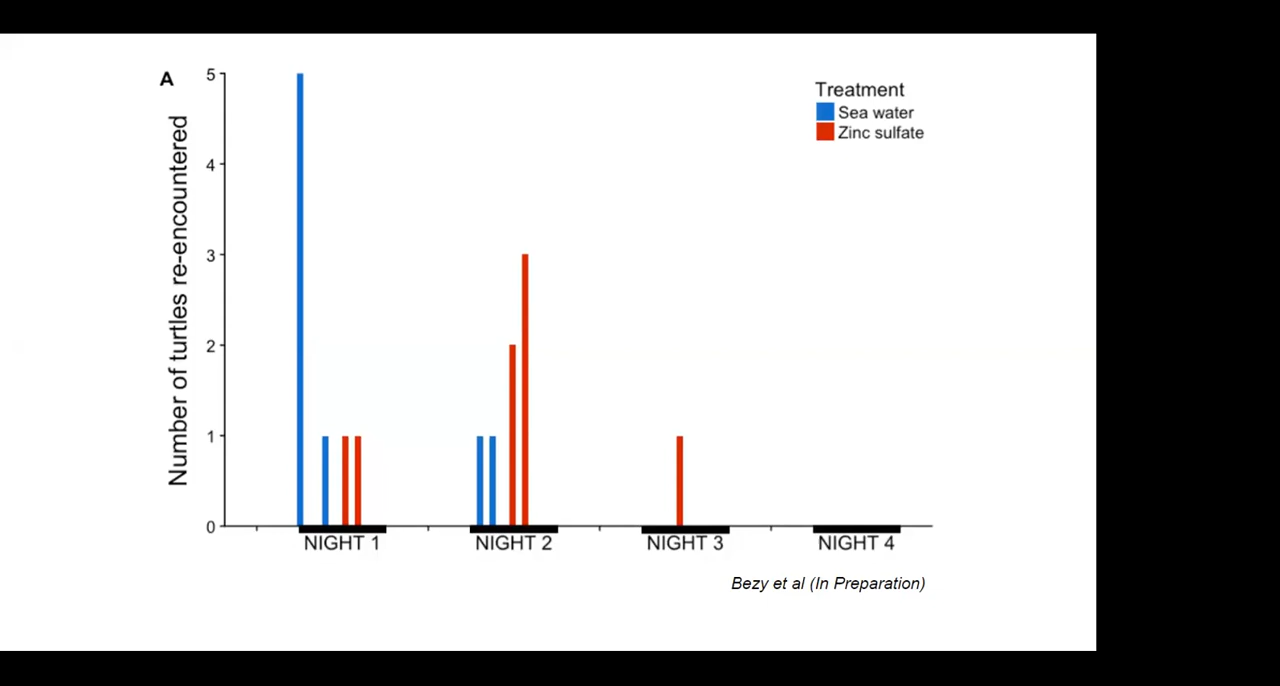 A
Number of turtles re-encountered
5
4
3
2
1
0
Treatment
Sea water
Zinc sulfate
NIGHT 1
NIGHT 2
NIGHT 3
NIGHT 4
Bezy et al (In Preparation)